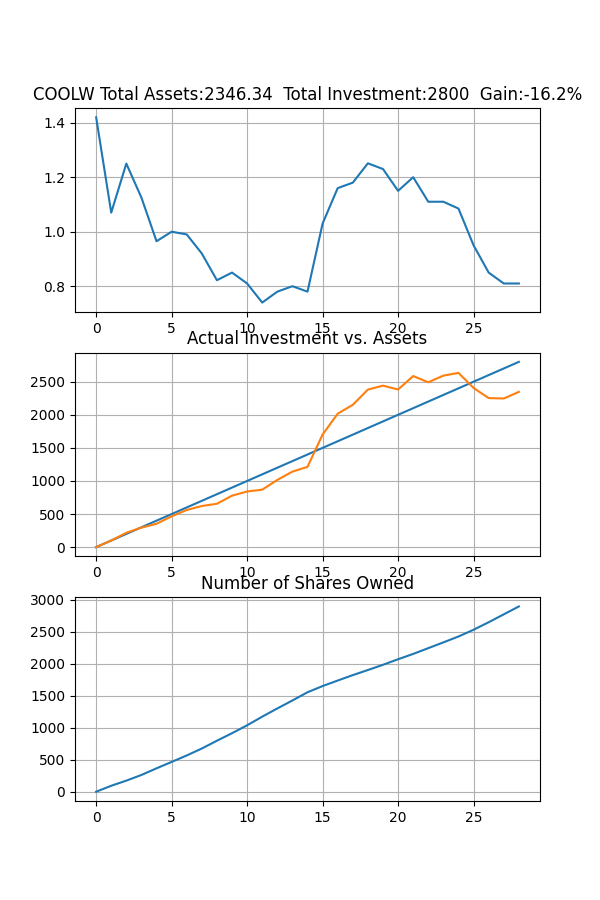 COOLW Total Assets:2346.34  Total Investment:2800  Gain:-16.2%
1.4
1.2
1.0
0.8
0 5 10 15 20 25
Actual Investment vs. Assets
2500
2000
1500
1000
500
0
0 5 10 15 20 25
Number of Shares Owned
3000
2500
2000
1500
1000
500
0
0 5 10 15 20 25